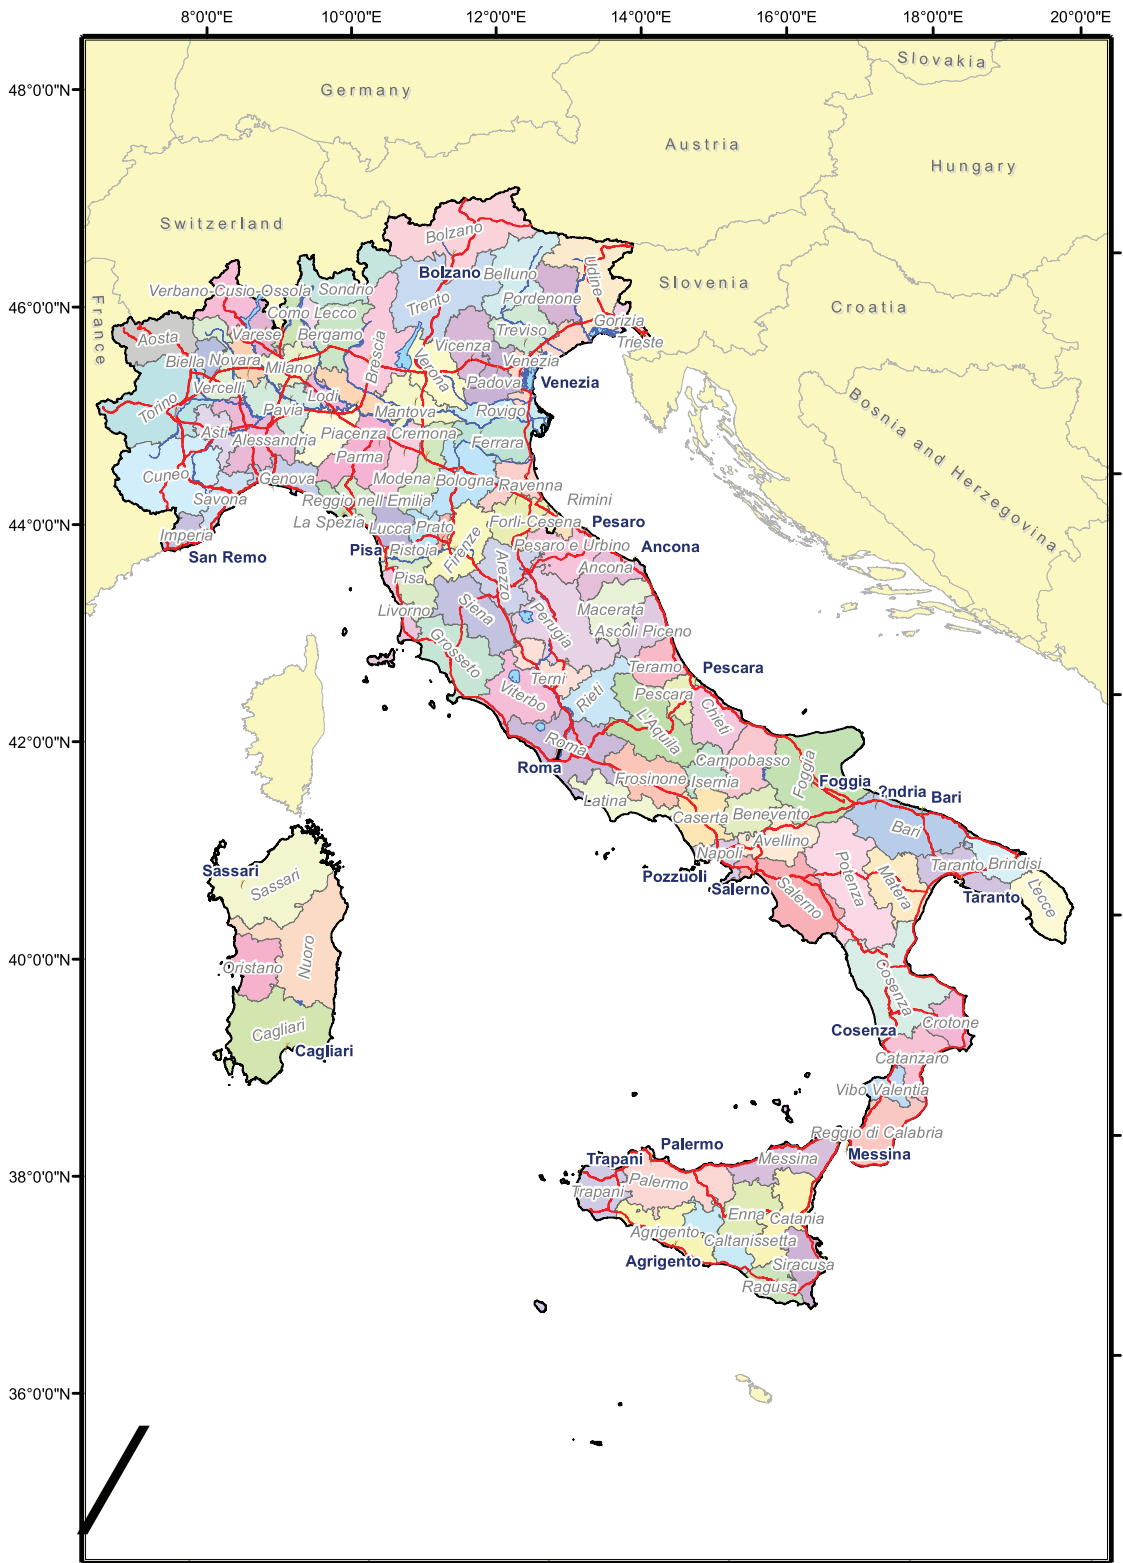 8°0'0"E 10°0'0"E 12°0'0"E 14°0'0"E 16°0'0"E 18°0'0"E 20°0'0"E
48°0'0"N
46°0'0"N
44°0'0"N
42°0'0"N
40°0'0"N
38°0'0"N
36°0'0"N
Slovakia
Germany
Austria
Hungary
Switzerland
Slovenia
Croatia
France
Bosnia and Herzegovina
Bolzano
Bolzano
Belluno
Udine
Verbano-Cusio-Ossola
Sondrio
Trento
Pordenone
Como
Lecco
Gorizia
Aosta
Varese
Bergamo
Treviso
Trieste
Vicenza
Biella
Novara
Milano
Brescia
Verona
Venezia
Padova
Venezia
Vercelli
Lodi
Torino
Pavia
Mantova
Rovigo
Asti
Alessandria
Piacenza
Cremona
Ferrara
Parma
Cuneo
Genova
Modena
Bologna
Ravenna
Savona
Reggio nell Emilia
Rimini
La Spezia
Lucca
Prato
Forli-Cesena
Pesaro
Imperia
San Remo
Pisa
Pistoia
Firenze
Pesaro e Urbino
Ancona
Arezzo
Ancona
Pisa
Livorno
Siena
Perugia
Macerata
Ascoli Piceno
Grosseto
Teramo
Pescara
Terni
Viterbo
Rieti
Pescara
Chieti
L'Aquila
Roma
Roma
Campobasso
Foggia
Frosinone
Isernia
Foggia
?ndria
Bari
Latina
Caserta
Benevento
Bari
Avellino
Napoli
Pozzuoli
Salerno
Salerno
Potenza
Matera
Taranto
Brindisi
Taranto
Lecce
Sassari
Sassari
Nuoro
Oristano
Cagliari
Cagliari
Cosenza
Cosenza
Crotone
Catanzaro
Vibo Valentia
Reggio di Calabria
Messina
Palermo
Messina
Trapani
Trapani
Palermo
Enna
Catania
Agrigento
Caltanissetta
Agrigento
Siracusa
Ragusa